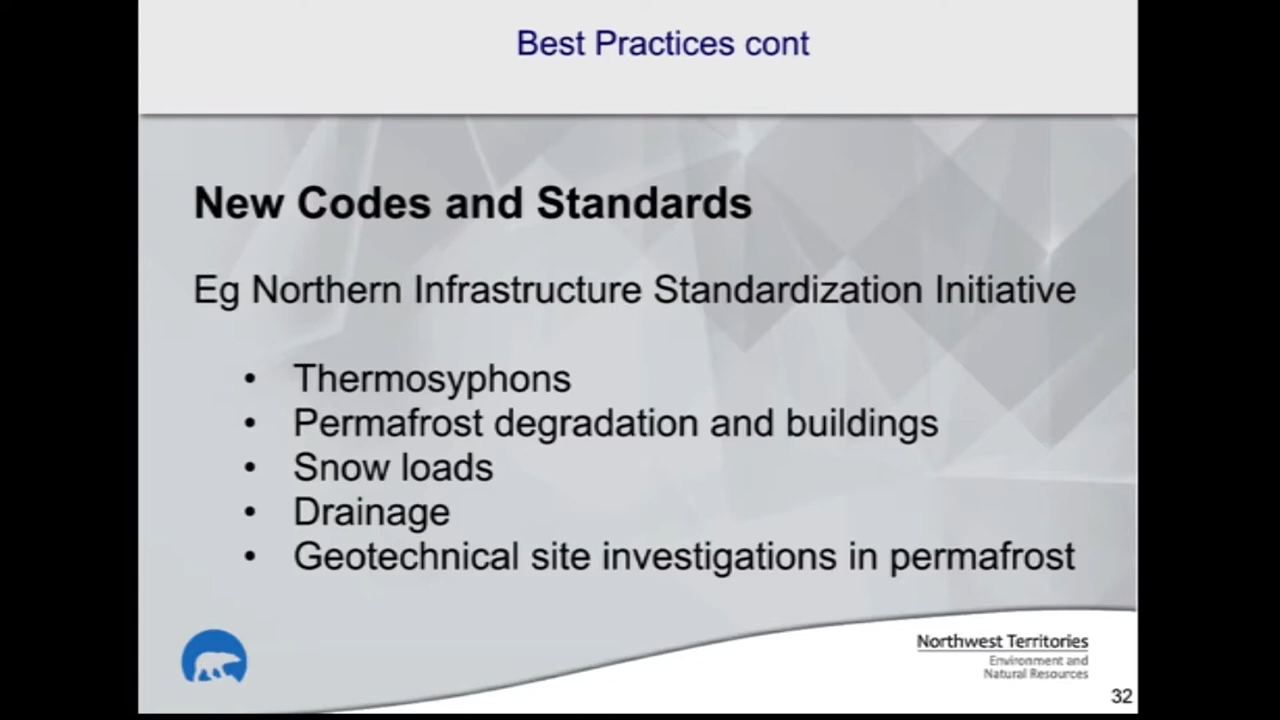 Best Practices cont
New Codes and Standards
Eg Northern Infrastructure Standardization Initiative
• Thermosyphons
• Permafrost degradation and buildings
• Snow loads
• Drainage
• Geotechnical site investigations in permafrost
Northwest Territories
Environment and
Natural Resources
32